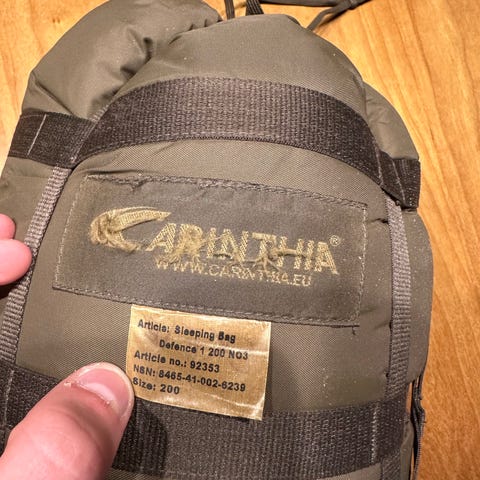 CARINTHIA®
WWW.CARINTHIA.EU
Article: Sleeping Bag
Defence 1 200 NO3
Article no.: 92353
NSN: 8465-41-002-6239
Size: 200